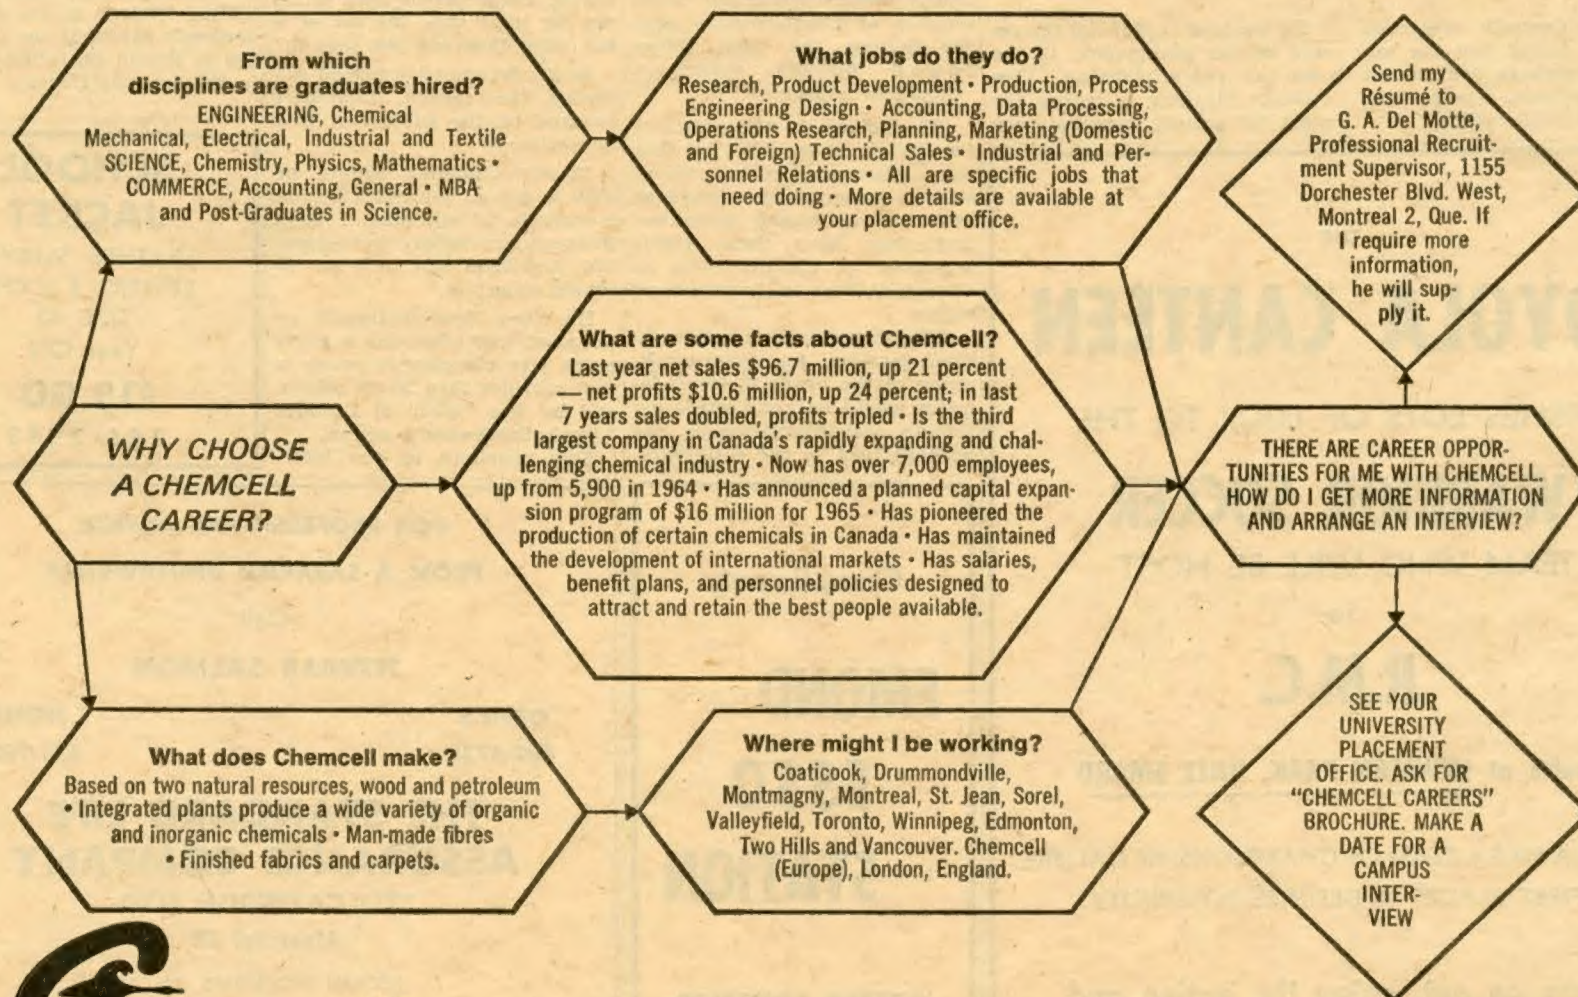 From which
disciplines are graduates hired?
ENGINEERING, Chemical
Mechanical, Electrical, Industrial and Textile
SCIENCE, Chemistry, Physics, Mathematics •
COMMERCE, Accounting, General • MBA
and Post-Graduates in Science.
What jobs do they do?
Research, Product Development • Production, Process
Engineering Design • Accounting, Data Processing,
Operations Research, Planning, Marketing (Domestic
and Foreign) Technical Sales • Industrial and Per-
sonnel Relations • All are specific jobs that
need doing • More details are available at
your placement office.
Send my
Résumé to
G. A. Del Motte,
Professional Recruit-
ment Supervisor, 1155
Dorchester Blvd. West,
Montreal 2, Que. If
I require more
information,
he will sup-
ply it.
WHY CHOOSE
A CHEMCELL
CAREER?
What are some facts about Chemcell?
Last year net sales $96.7 million, up 21 percent
— net profits $10.6 million, up 24 percent; in last
7 years sales doubled, profits tripled • Is the third
largest company in Canada's rapidly expanding and chal-
lenging chemical industry • Now has over 7,000 employees,
up from 5,900 in 1964 • Has announced a planned capital expan-
sion program of $16 million for 1965 • Has pioneered the
production of certain chemicals in Canada • Has maintained
the development of international markets • Has salaries,
benefit plans, and personnel policies designed to
attract and retain the best people available.
THERE ARE CAREER OPPOR-
TUNITIES FOR ME WITH CHEMCELL.
HOW DO I GET MORE INFORMATION
AND ARRANGE AN INTERVIEW?
What does Chemcell make?
Based on two natural resources, wood and petroleum
• Integrated plants produce a wide variety of organic
and inorganic chemicals • Man-made fibres
• Finished fabrics and carpets.
Where might I be working?
Coaticook, Drummondville,
Montmagny, Montreal, St. Jean, Sorel,
Valleyfield, Toronto, Winnipeg, Edmonton,
Two Hills and Vancouver. Chemcell
(Europe), London, England.
SEE YOUR
UNIVERSITY
PLACEMENT
OFFICE. ASK FOR
"CHEMCELL CAREERS"
BROCHURE. MAKE A
DATE FOR A
CAMPUS
INTER-
VIEW